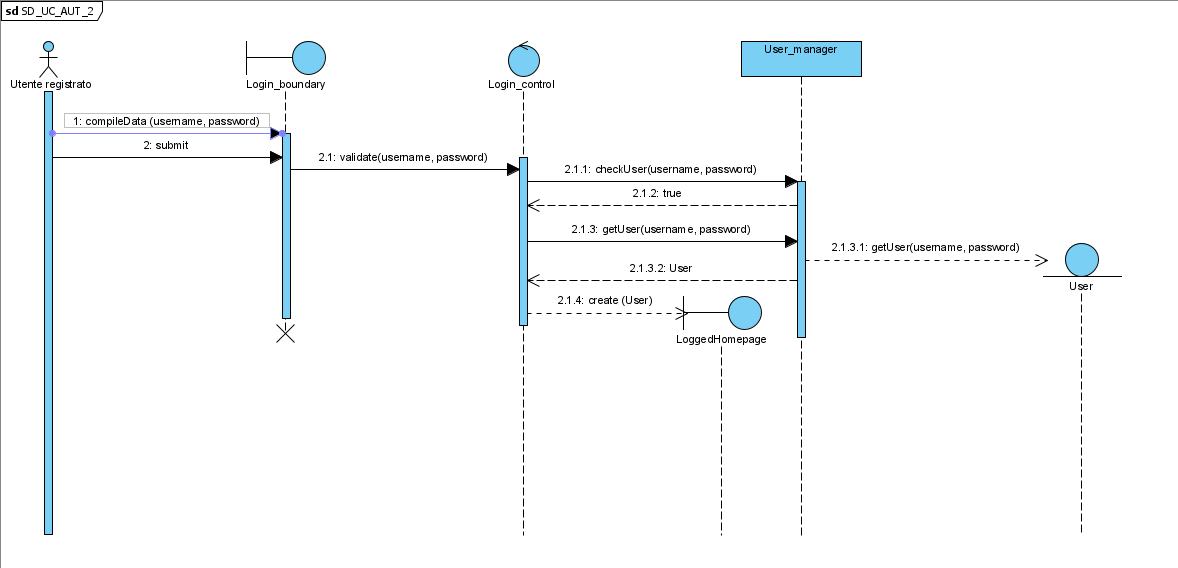 sd SD_UC_AUT_2
Utente registrato
Login_boundary
Login_control
User_manager
1: compileData (username, password)
2: submit
2.1: validate(username, password)
2.1.1: checkUser(username, password)
2.1.2: true
2.1.3: getUser(username, password)
2.1.3.1: getUser(username, password)
2.1.3.2: User
User
2.1.4: create (User)
LoggedHomepage